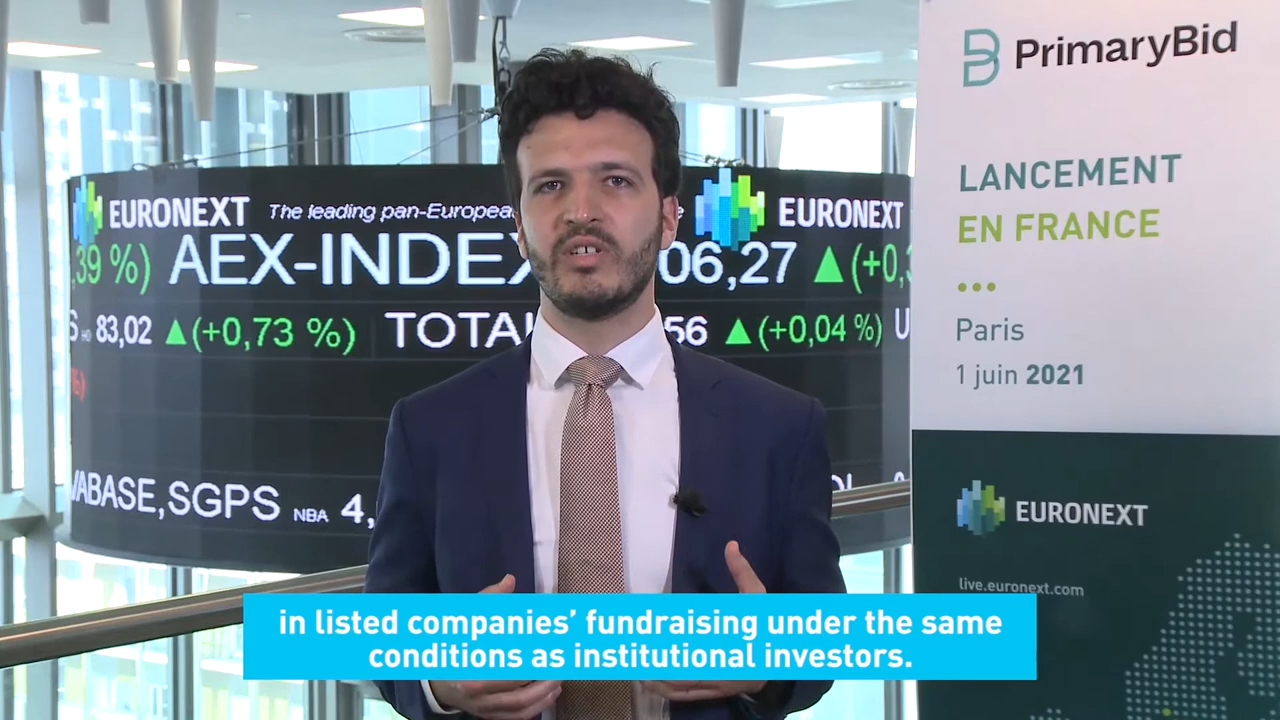 PrimaryBid
LANCEMENT
EN FRANCE
Paris
1 juin 2021
EURONEXT
live.euronext.com
EURONEXT The leading pan-Europea EURONEXT
,39 %) AEX-INDEX 06,27 ▲(+0,3
83,02 ▲(+0,73 %) TOTAL 56 ▲(+0,04 %) U
%)
VABASE,SGPS NBA 4,
in listed companies’ fundraising under the same
conditions as institutional investors.